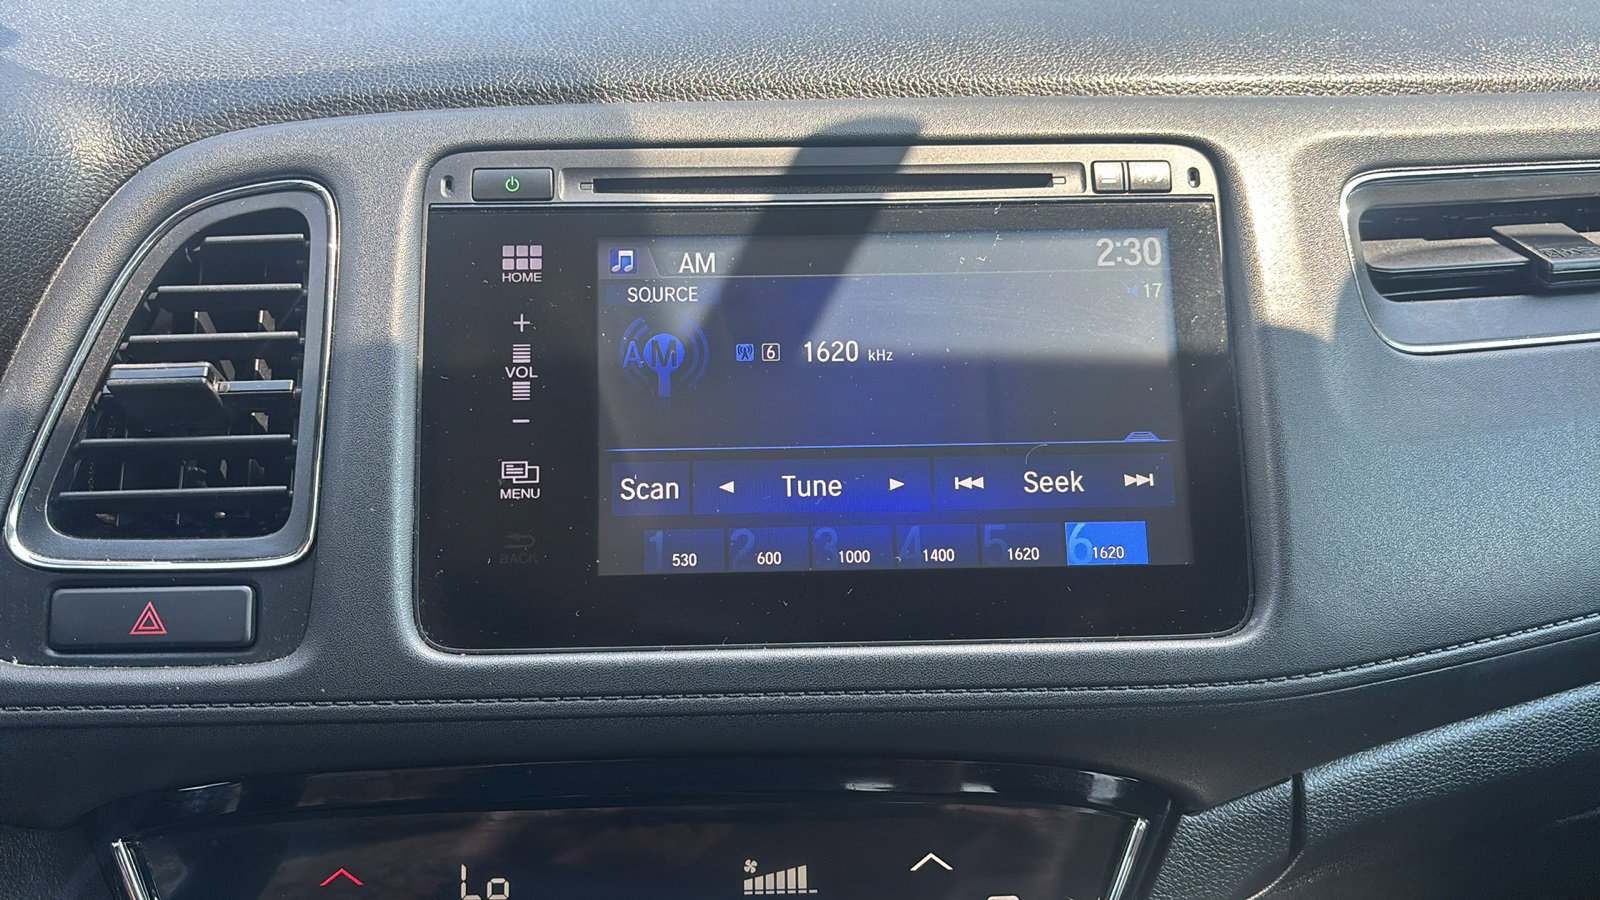 HOME
+
VOL
−
MENU
BACK
AM
2:30
SOURCE
17
AM
6 1620 kHz
Scan
Tune
Seek
1 530
2 600
3 1000
4 1400
5 1620
6 1620
Lo